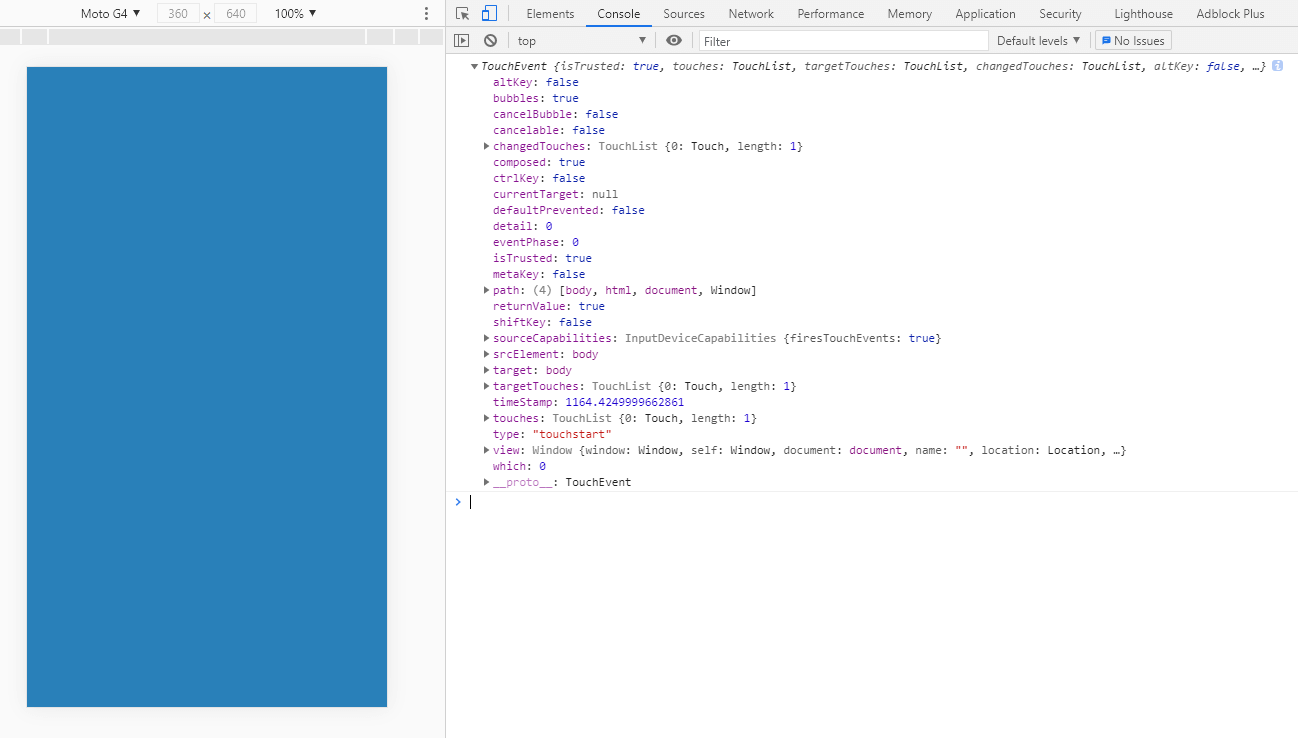 Moto G4 ▼ 360 × 640 100% ▼
Elements Console Sources Network Performance Memory Application Security Lighthouse Adblock Plus
top ▼ Filter Default levels ▼ No Issues
▼TouchEvent {isTrusted: true, touches: TouchList, targetTouches: TouchList, changedTouches: TouchList, altKey: false, …} i
altKey: false
bubbles: true
cancelBubble: false
cancelable: false
▶changedTouches: TouchList {0: Touch, length: 1}
composed: true
ctrlKey: false
currentTarget: null
defaultPrevented: false
detail: 0
eventPhase: 0
isTrusted: true
metaKey: false
▶path: (4) [body, html, document, Window]
returnValue: true
shiftKey: false
▶sourceCapabilities: InputDeviceCapabilities {firesTouchEvents: true}
▶srcElement: body
▶target: body
▶targetTouches: TouchList {0: Touch, length: 1}
timeStamp: 1164.4249999662861
▶touches: TouchList {0: Touch, length: 1}
type: "touchstart"
▶view: Window {window: Window, self: Window, document: document, name: "", location: Location, …}
which: 0
▶__proto__: TouchEvent
>